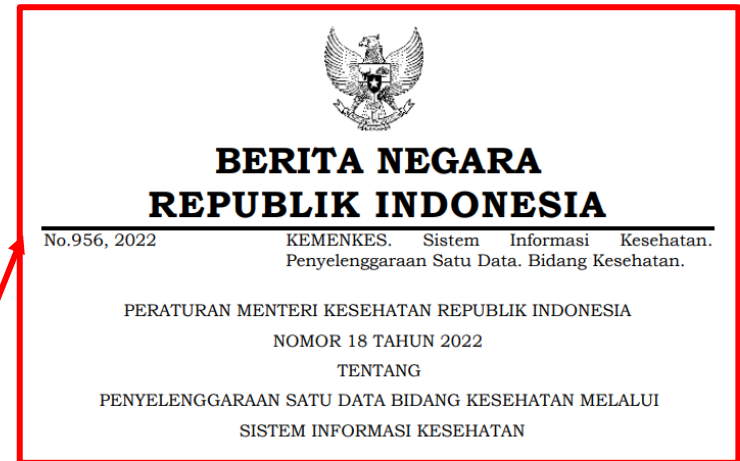 BERITA NEGARA
REPUBLIK INDONESIA
No.956, 2022 KEMENKES. Sistem Informasi Kesehatan.
Penyelenggaraan Satu Data. Bidang Kesehatan.
PERATURAN MENTERI KESEHATAN REPUBLIK INDONESIA
NOMOR 18 TAHUN 2022
TENTANG
PENYELENGGARAAN SATU DATA BIDANG KESEHATAN MELALUI
SISTEM INFORMASI KESEHATAN